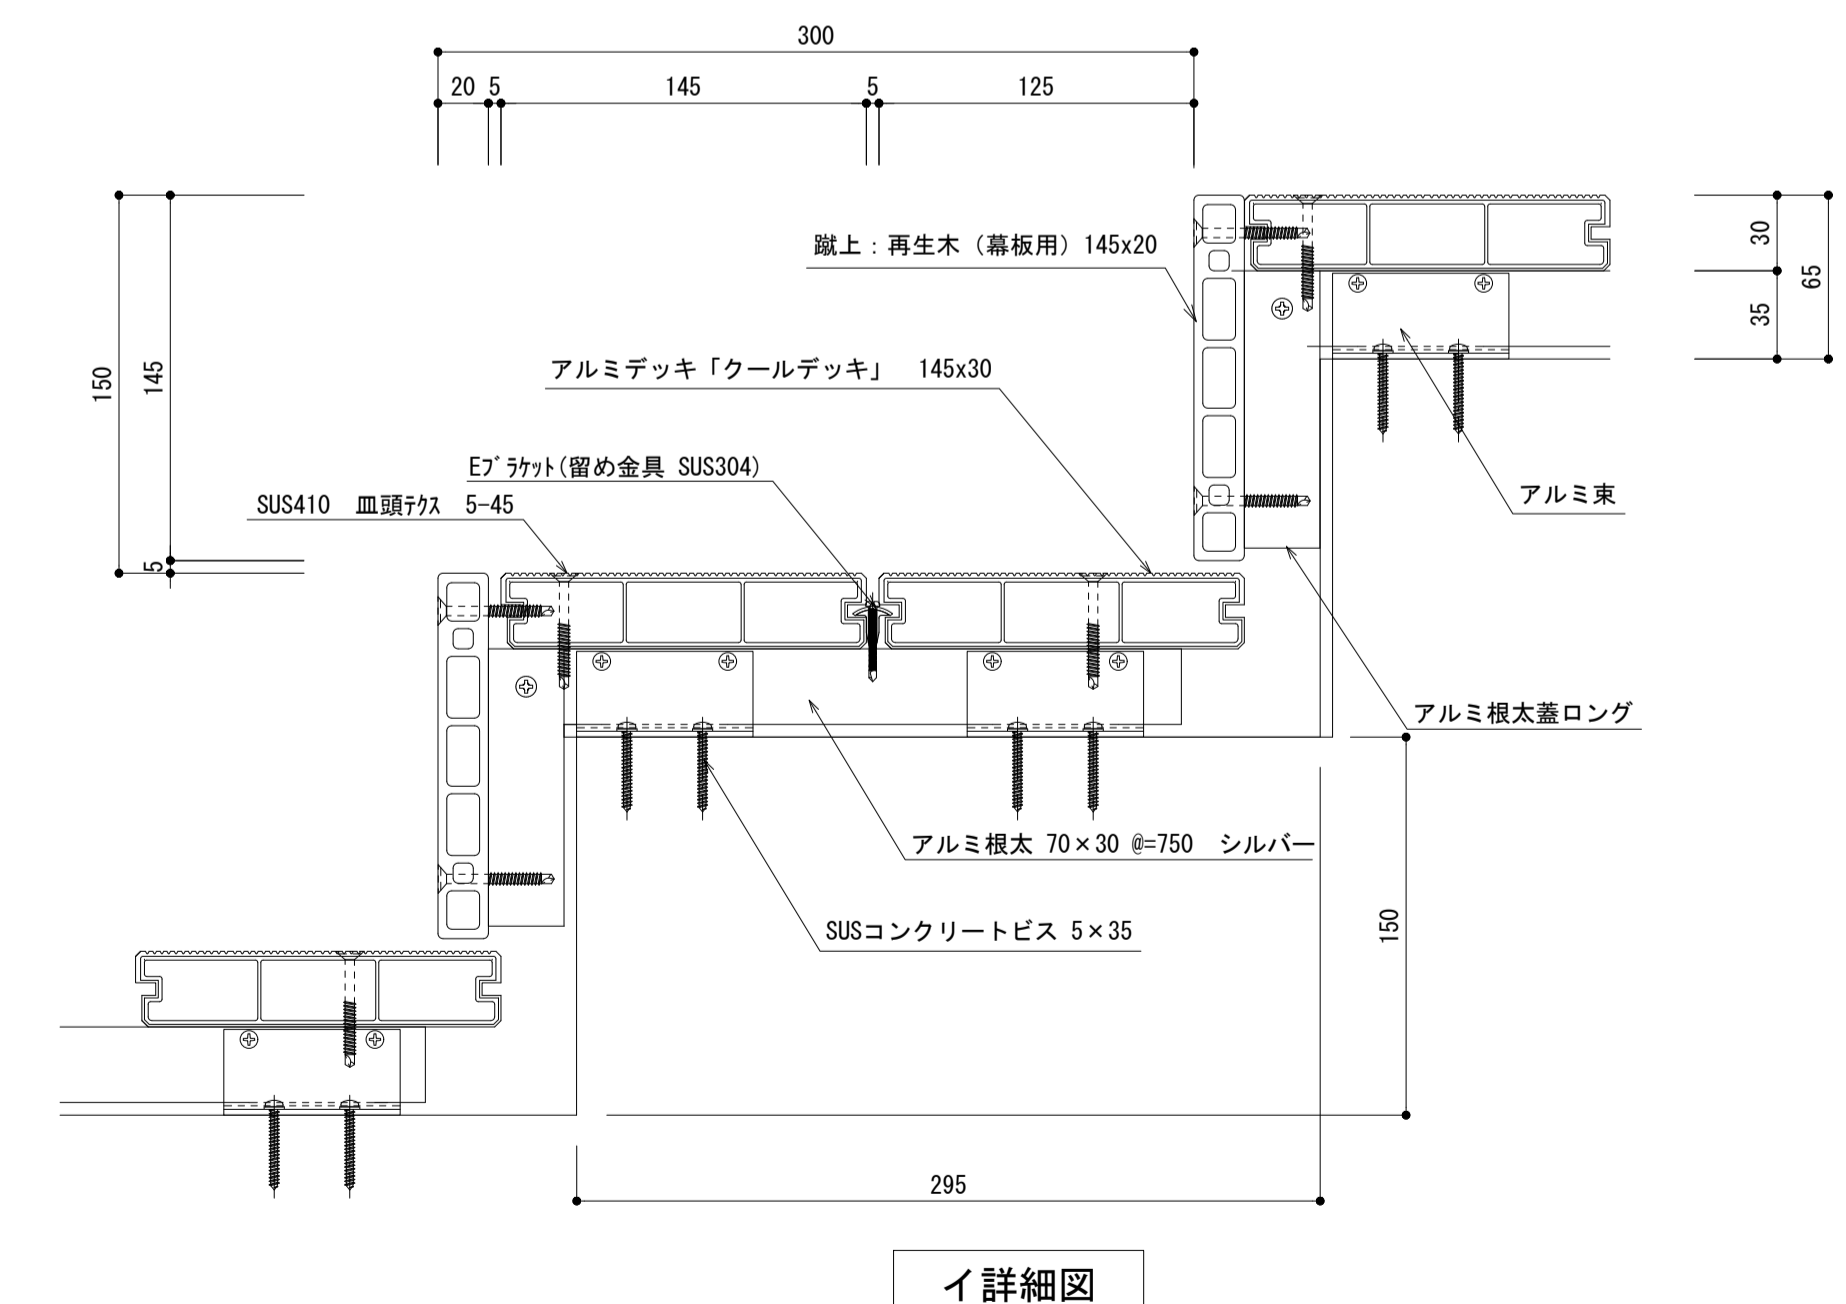 300
20 5 145 5 125
蹴上：再生木（幕板用）145x20
30
65
35
150
145
5
アルミデッキ「クールデッキ」 145x30
Eﾌﾞﾗｹｯﾄ(留め金具 SUS304)
SUS410 皿頭ﾃｸｽ 5-45
アルミ束
アルミ根太蓋ロング
アルミ根太 70×30 @=750 シルバー
SUSコンクリートビス 5×35
150
295
イ詳細図